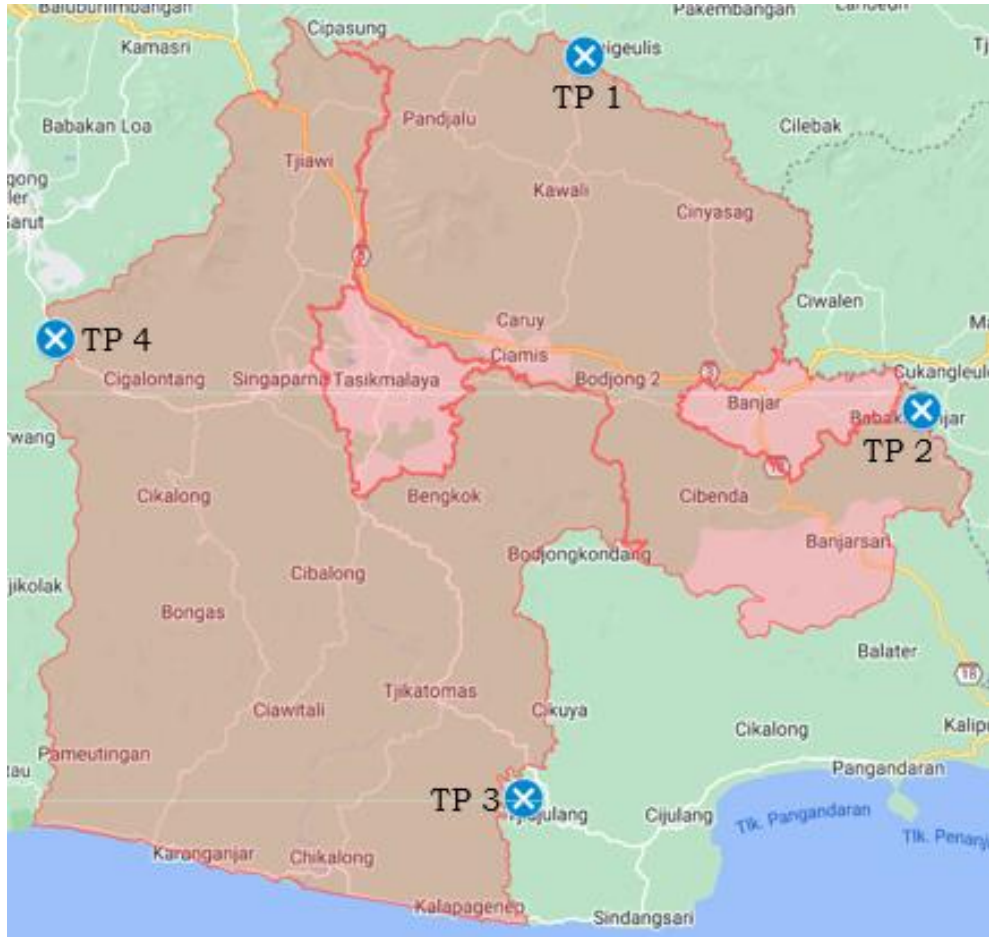 Cipasung
Pakembangan
Kamasri
TP 1
Pandjalu
Babakan Loa
Cilebak
Tjiawi
Kawali
Cinyasag
Ciwalen
TP 4
Caruy
Ciamis
3
Cigalontang
Singaparna
Tasikmalaya
Bodjong 2
Banjar
TP 2
Cikalong
Bengkok
Cibenda
Banjarsari
Bodjongkondang
Cibalong
Bongas
Balater
18
Tjikatomas
Ciawitali
Cikuya
Cikalong
Pameutingan
Pangandaran
TP 3
Cijulang
Tlk. Pangandaran
Karanganjar
Chikalong
Kalapagenep
Sindangsari